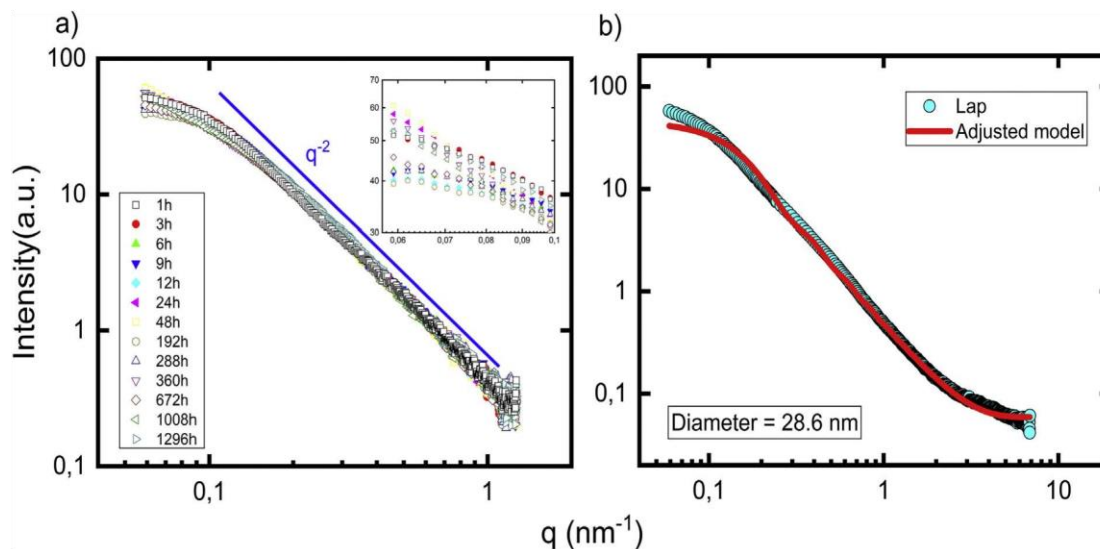 a)
Intensity(a.u.)
100
10
1
0,1
0,1
1
q⁻²
1h
3h
6h
9h
12h
24h
48h
192h
288h
360h
672h
1008h
1296h
70
60
50
40
30
0,06
0,07
0,08
0,09
0,1
b)
100
10
1
0,1
0,1
1
10
Lap
Adjusted model
Diameter = 28.6 nm
q (nm⁻¹)